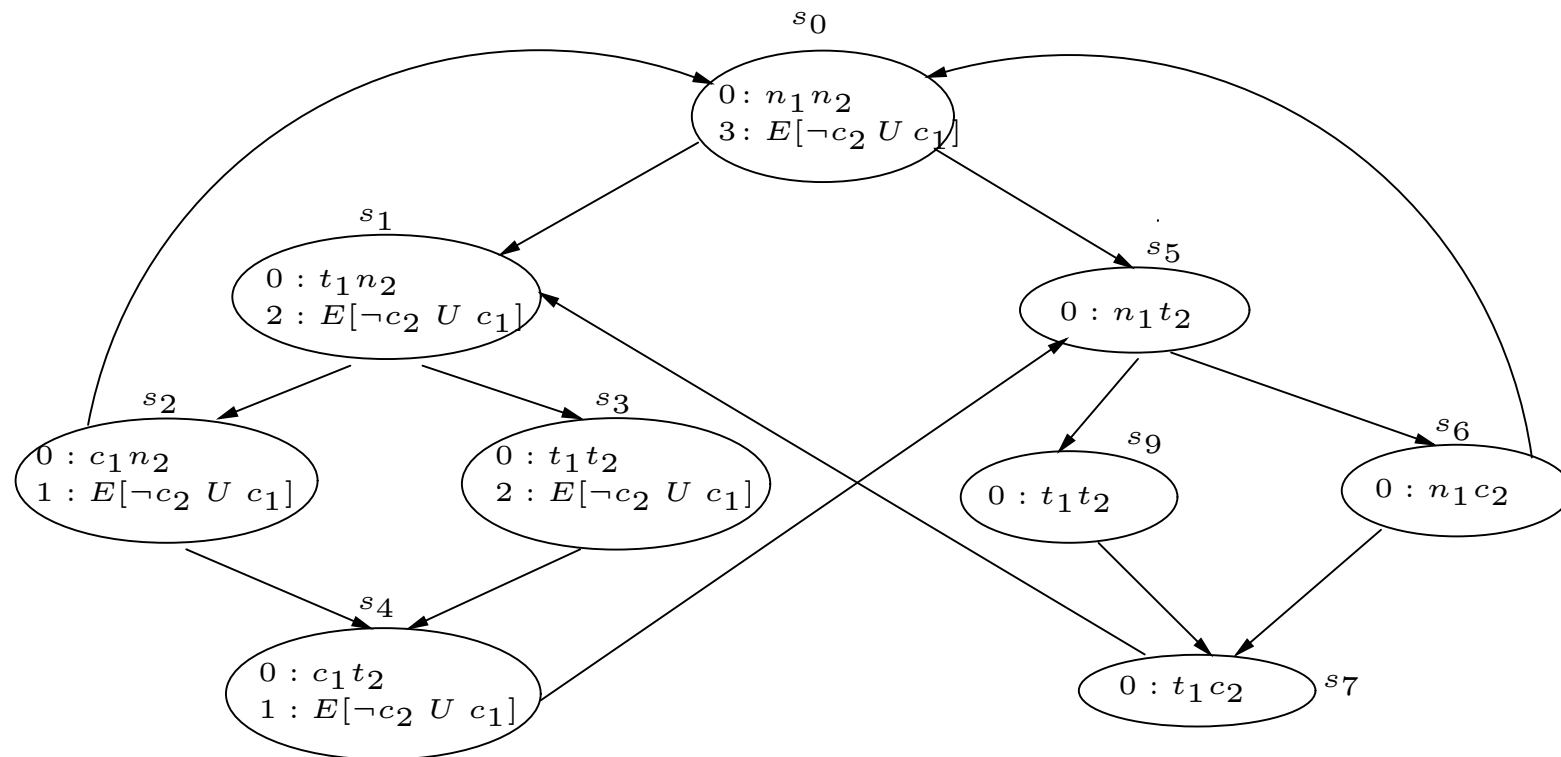 s0
0: n1n2
3: E[¬c2 U c1]
s1
0 : t1n2
2 : E[¬c2 U c1]
s5
0 : n1t2
s2
0 : c1n2
1 : E[¬c2 U c1]
s3
0 : t1t2
2 : E[¬c2 U c1]
s9
0 : t1t2
s6
0 : n1c2
s4
0 : c1t2
1 : E[¬c2 U c1]
0 : t1c2
s7